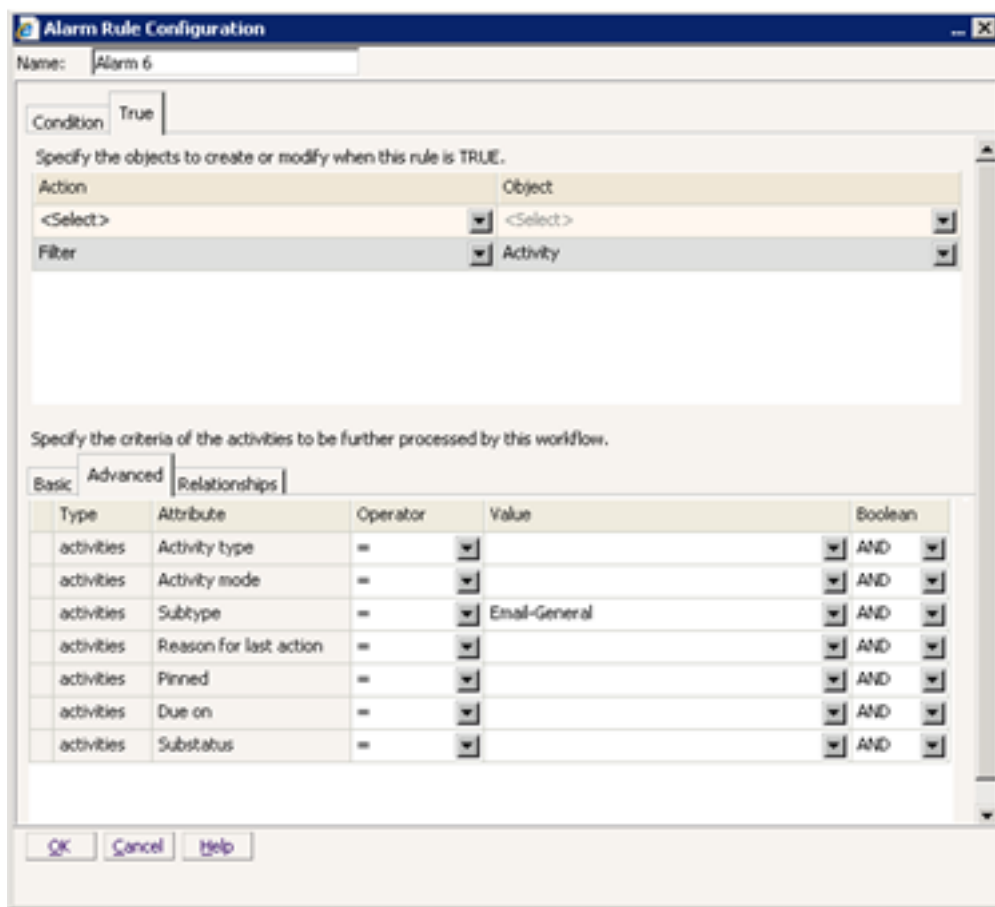 Alarm Rule Configuration
Name: Alarm 6
Condition True
Specify the objects to create or modify when this rule is TRUE.
Action Object
<Select> <Select>
Filter Activity
Specify the criteria of the activities to be further processed by this workflow.
Basic Advanced Relationships
Type Attribute Operator Value Boolean
activities Activity type = AND
activities Activity mode = AND
activities Subtype = Email-General AND
activities Reason for last action = AND
activities Pinned = AND
activities Due on = AND
activities Substatus = AND
OK Cancel Help